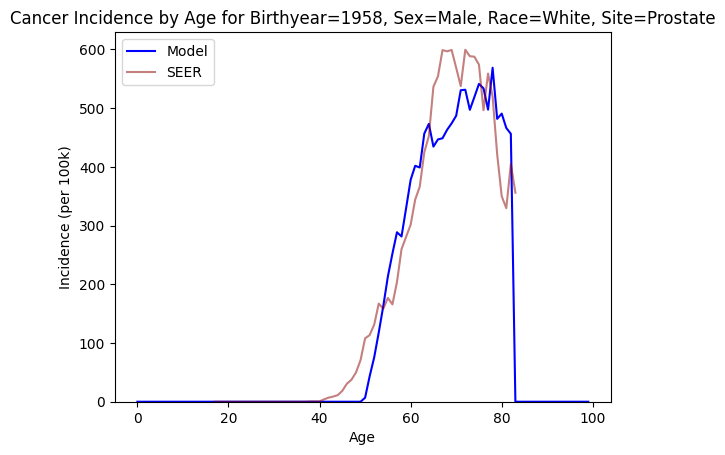 Cancer Incidence by Age for Birthyear=1958, Sex=Male, Race=White, Site=Prostate
Model
SEER
600
500
400
300
200
100
0
Incidence (per 100k)
0 20 40 60 80 100
Age